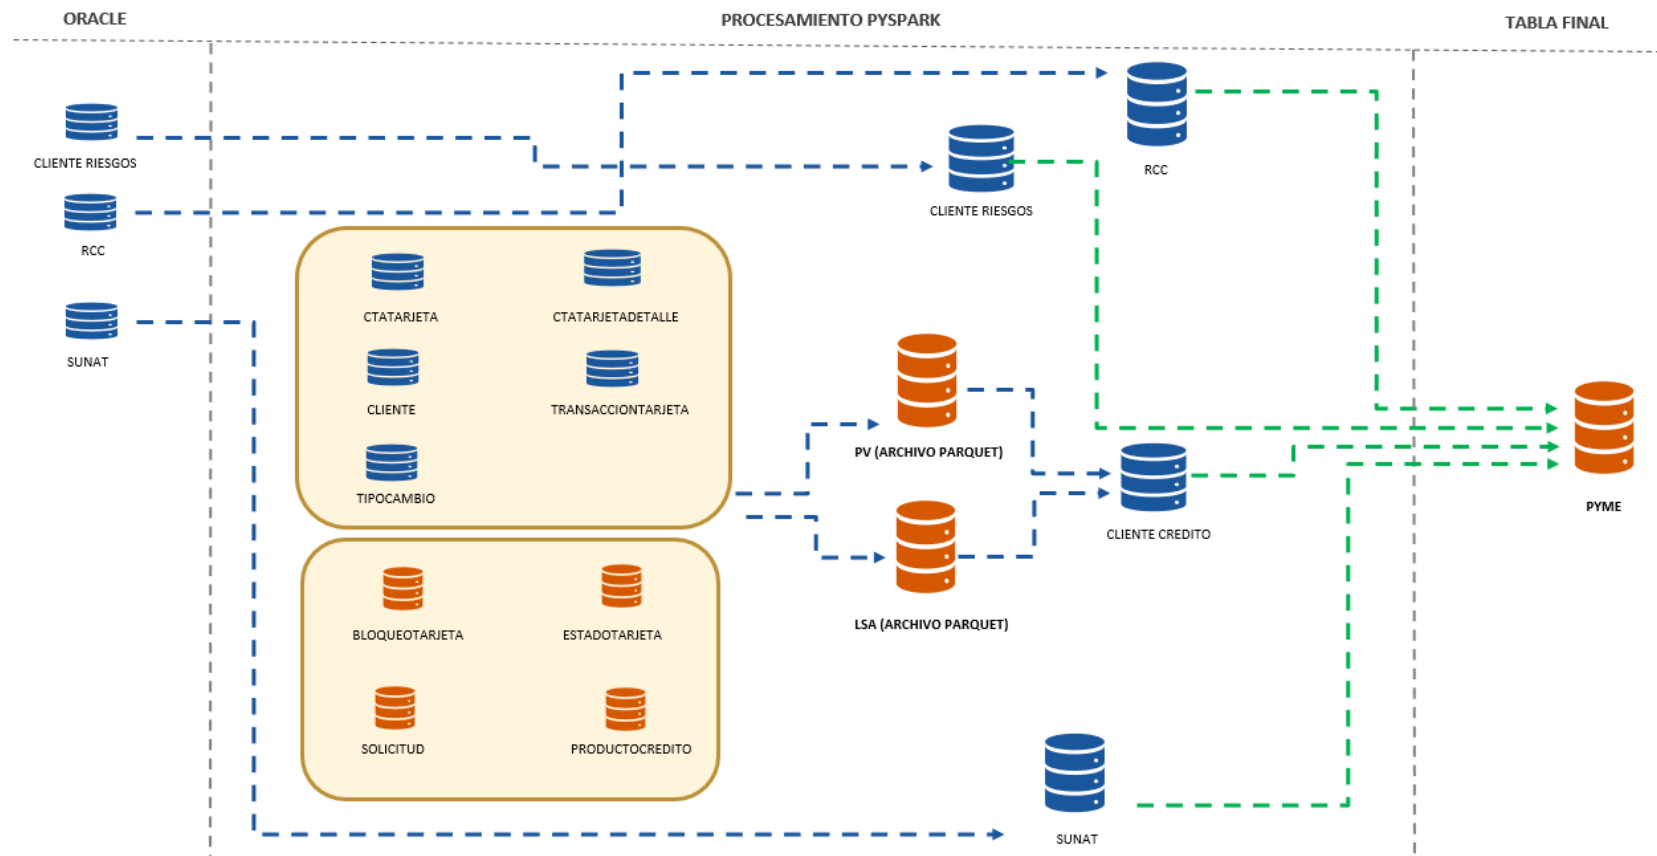 ORACLE
PROCESAMIENTO PYSPARK
TABLA FINAL
CLIENTE RIESGOS
RCC
SUNAT
CTATARJETA
CTATARJETADETALLE
CLIENTE
TRANSACCIONTARJETA
TIPOCAMBIO
BLOQUEOTARJETA
ESTADOTARJETA
SOLICITUD
PRODUCTOCREDITO
PV (ARCHIVO PARQUET)
LSA (ARCHIVO PARQUET)
CLIENTE RIESGOS
RCC
CLIENTE CREDITO
SUNAT
PYME